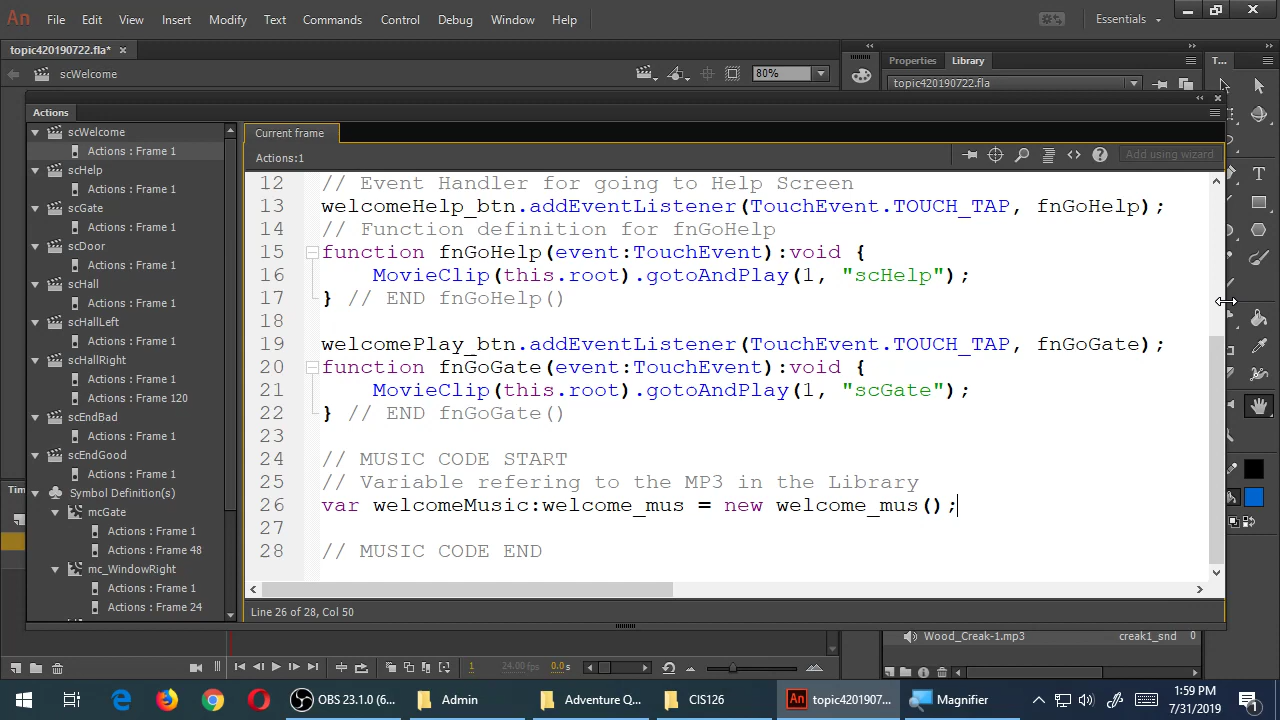 An File Edit View Insert Modify Text Commands Control Debug Window Help Essentials
topic420190722.fla* ×
scWelcome 80%
Properties Library T...
topic420190722.fla
Actions
scWelcome
Actions : Frame 1
scHelp
Actions : Frame 1
scGate
Actions : Frame 1
scDoor
Actions : Frame 1
scHall
Actions : Frame 1
scHallLeft
Actions : Frame 1
scHallRight
Actions : Frame 1
Actions : Frame 120
scEndBad
Actions : Frame 1
scEndGood
Actions : Frame 1
Symbol Definition(s)
mcGate
Actions : Frame 1
Actions : Frame 48
mc_WindowRight
Actions : Frame 1
Actions : Frame 24
Current frame
Actions:1 Add using wizard
12 // Event Handler for going to Help Screen
13 welcomeHelp_btn.addEventListener(TouchEvent.TOUCH_TAP, fnGoHelp);
14 // Function definition for fnGoHelp
15 function fnGoHelp(event:TouchEvent):void {
16 MovieClip(this.root).gotoAndPlay(1, "scHelp");
17 } // END fnGoHelp()
18
19 welcomePlay_btn.addEventListener(TouchEvent.TOUCH_TAP, fnGoGate);
20 function fnGoGate(event:TouchEvent):void {
21 MovieClip(this.root).gotoAndPlay(1, "scGate");
22 } // END fnGoGate()
23
24 // MUSIC CODE START
25 // Variable refering to the MP3 in the Library
26 var welcomeMusic:welcome_mus = new welcome_mus();
27
28 // MUSIC CODE END
Line 26 of 28, Col 50
Tim
Wood_Creak-1.mp3 creak1_snd 0
1 24.00 fps 0.0 s
OBS 23.1.0 (6... Admin Adventure Q... CIS126 An topic4201907... Magnifier
1:59 PM
7/31/2019
1